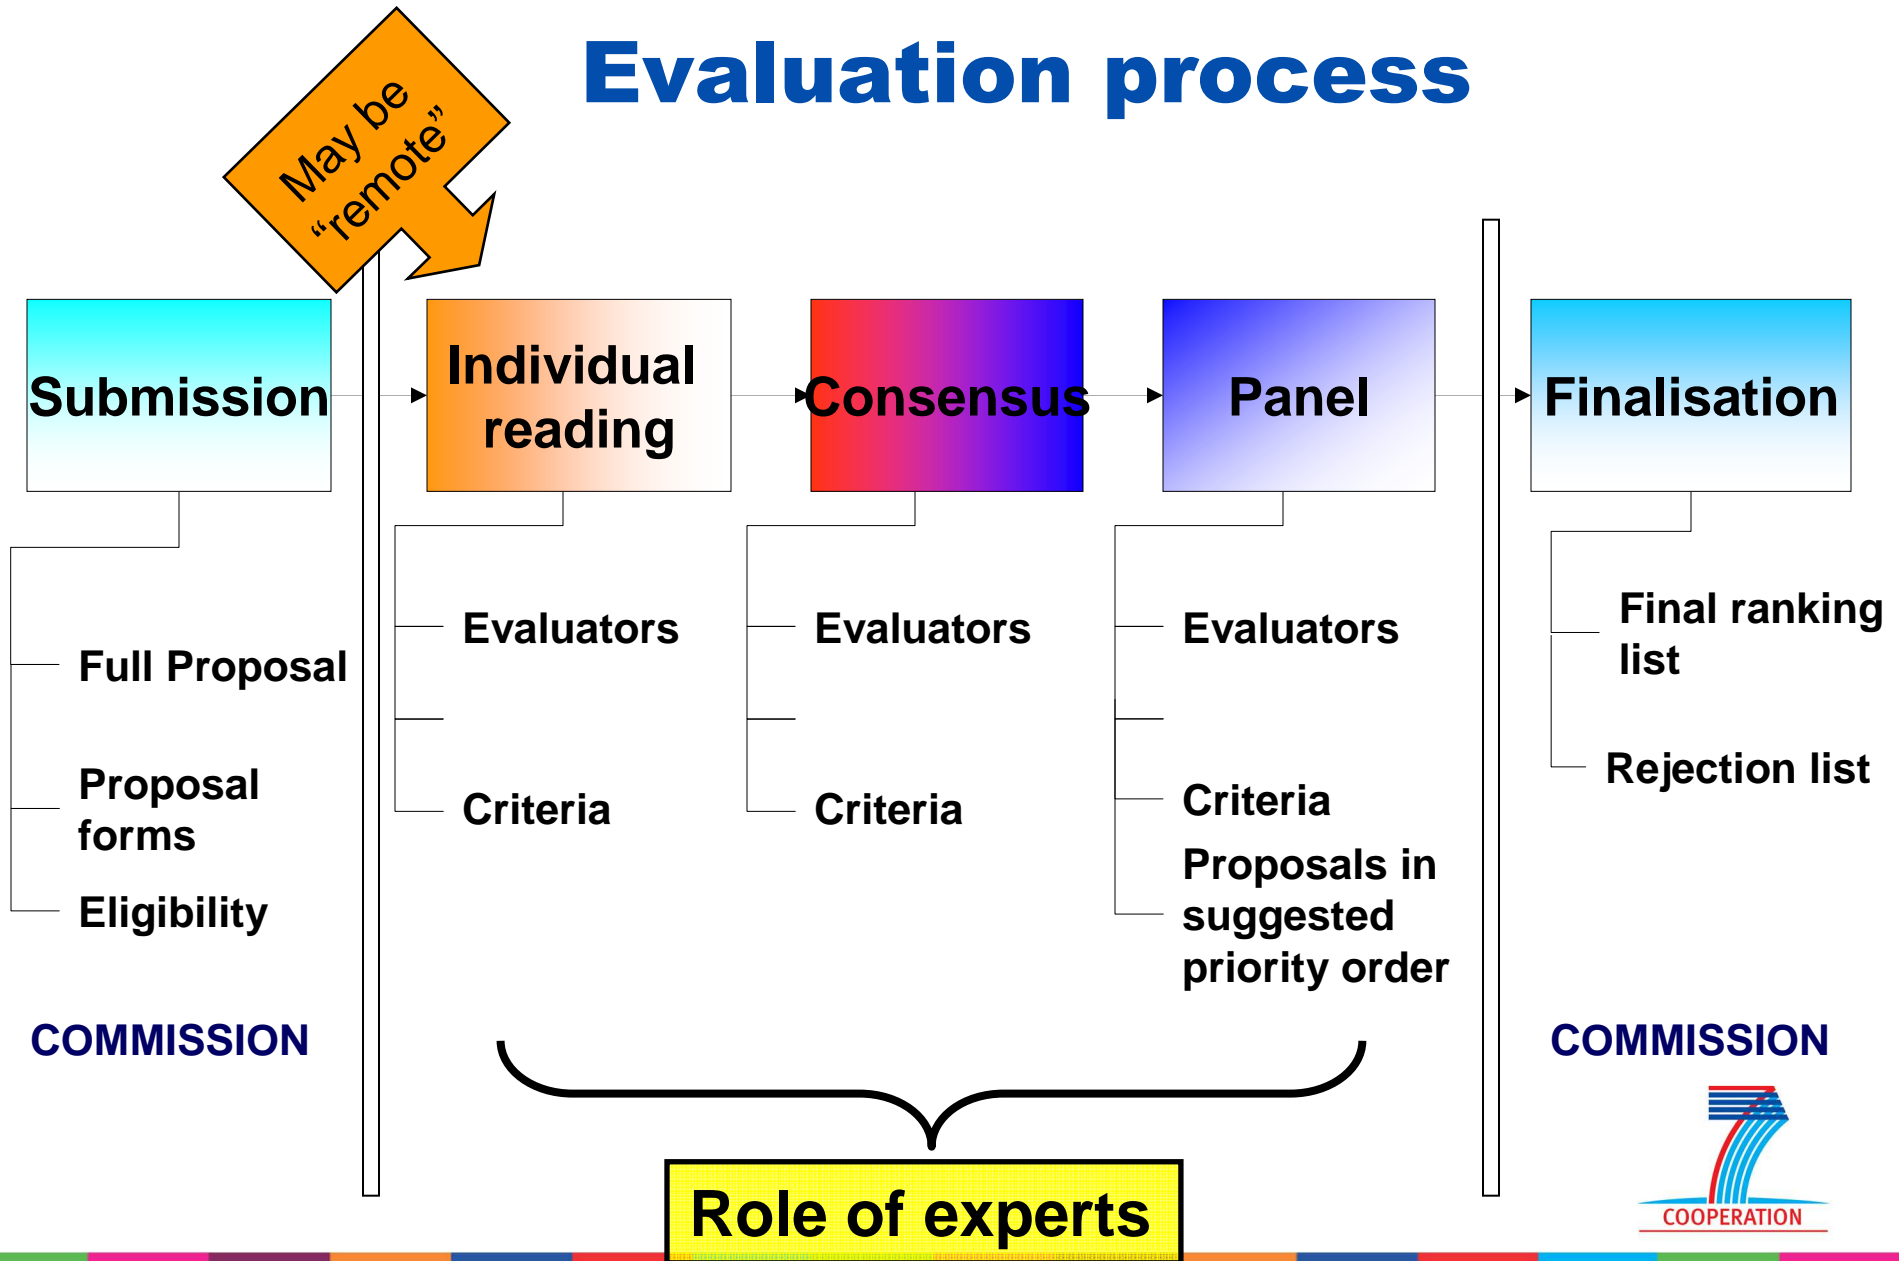 Evaluation process
May be
“remote”
Submission
Individual
reading
Consensus
Panel
Finalisation
Full Proposal
Proposal
forms
Eligibility
Evaluators
Criteria
Evaluators
Criteria
Evaluators
Criteria
Proposals in
suggested
priority order
Final ranking
list
Rejection list
COMMISSION
COMMISSION
Role of experts
COOPERATION